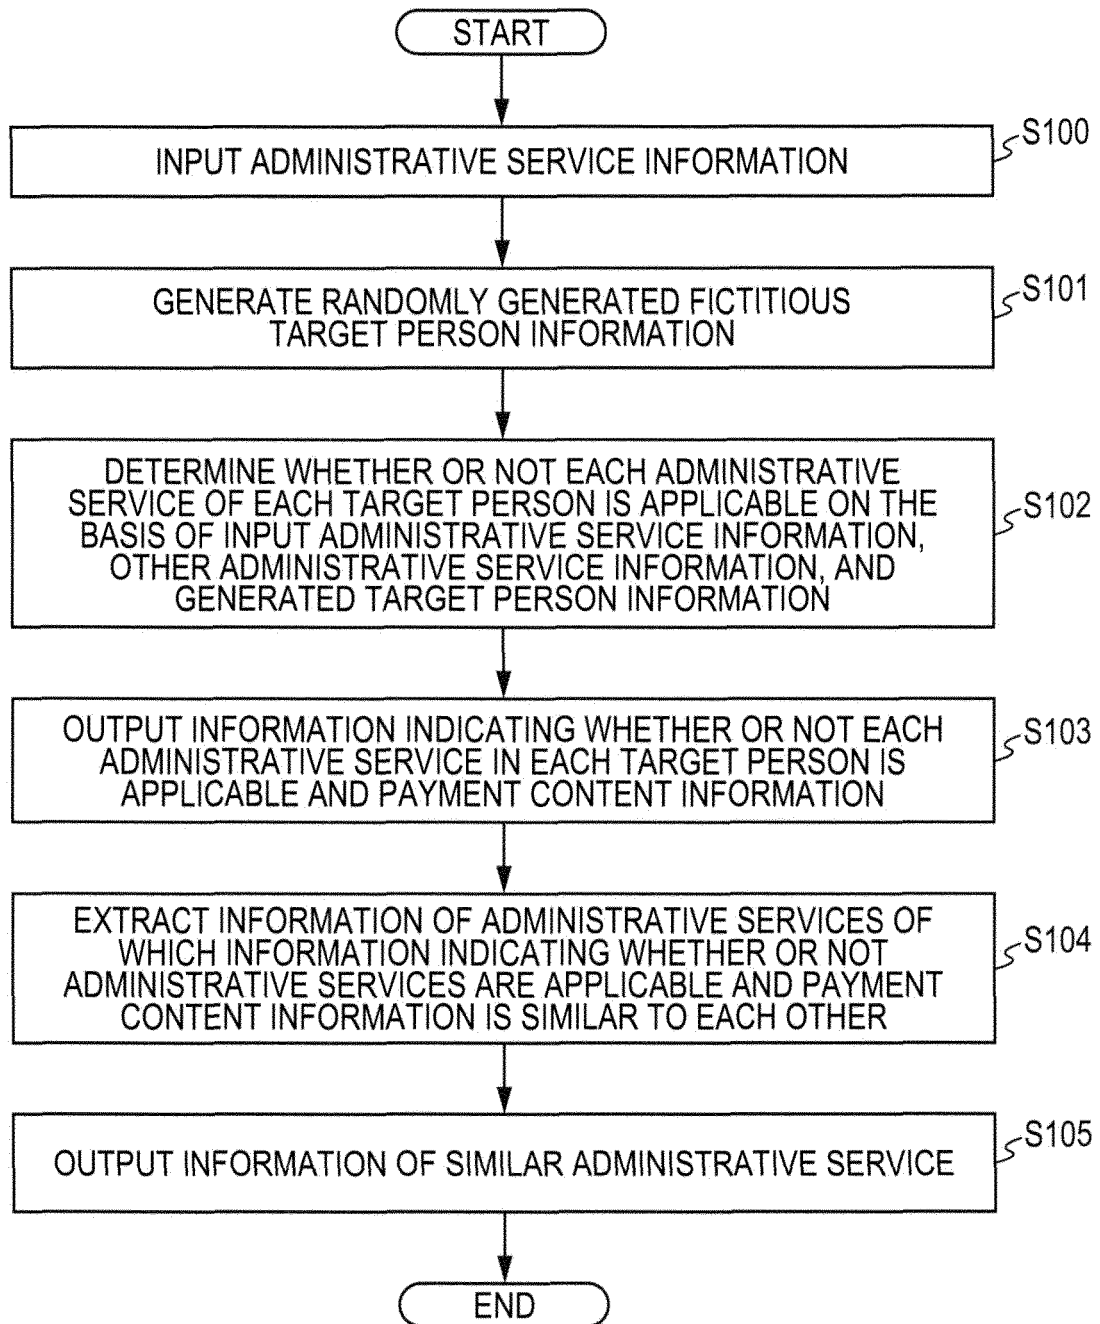 START
INPUT ADMINISTRATIVE SERVICE INFORMATION
S100
GENERATE RANDOMLY GENERATED FICTITIOUS
TARGET PERSON INFORMATION
S101
DETERMINE WHETHER OR NOT EACH ADMINISTRATIVE
SERVICE OF EACH TARGET PERSON IS APPLICABLE ON THE
BASIS OF INPUT ADMINISTRATIVE SERVICE INFORMATION,
OTHER ADMINISTRATIVE SERVICE INFORMATION, AND
GENERATED TARGET PERSON INFORMATION
S102
OUTPUT INFORMATION INDICATING WHETHER OR NOT EACH
ADMINISTRATIVE SERVICE IN EACH TARGET PERSON IS
APPLICABLE AND PAYMENT CONTENT INFORMATION
S103
EXTRACT INFORMATION OF ADMINISTRATIVE SERVICES OF
WHICH INFORMATION INDICATING WHETHER OR NOT
ADMINISTRATIVE SERVICES ARE APPLICABLE AND PAYMENT
CONTENT INFORMATION IS SIMILAR TO EACH OTHER
S104
OUTPUT INFORMATION OF SIMILAR ADMINISTRATIVE SERVICE
S105
END